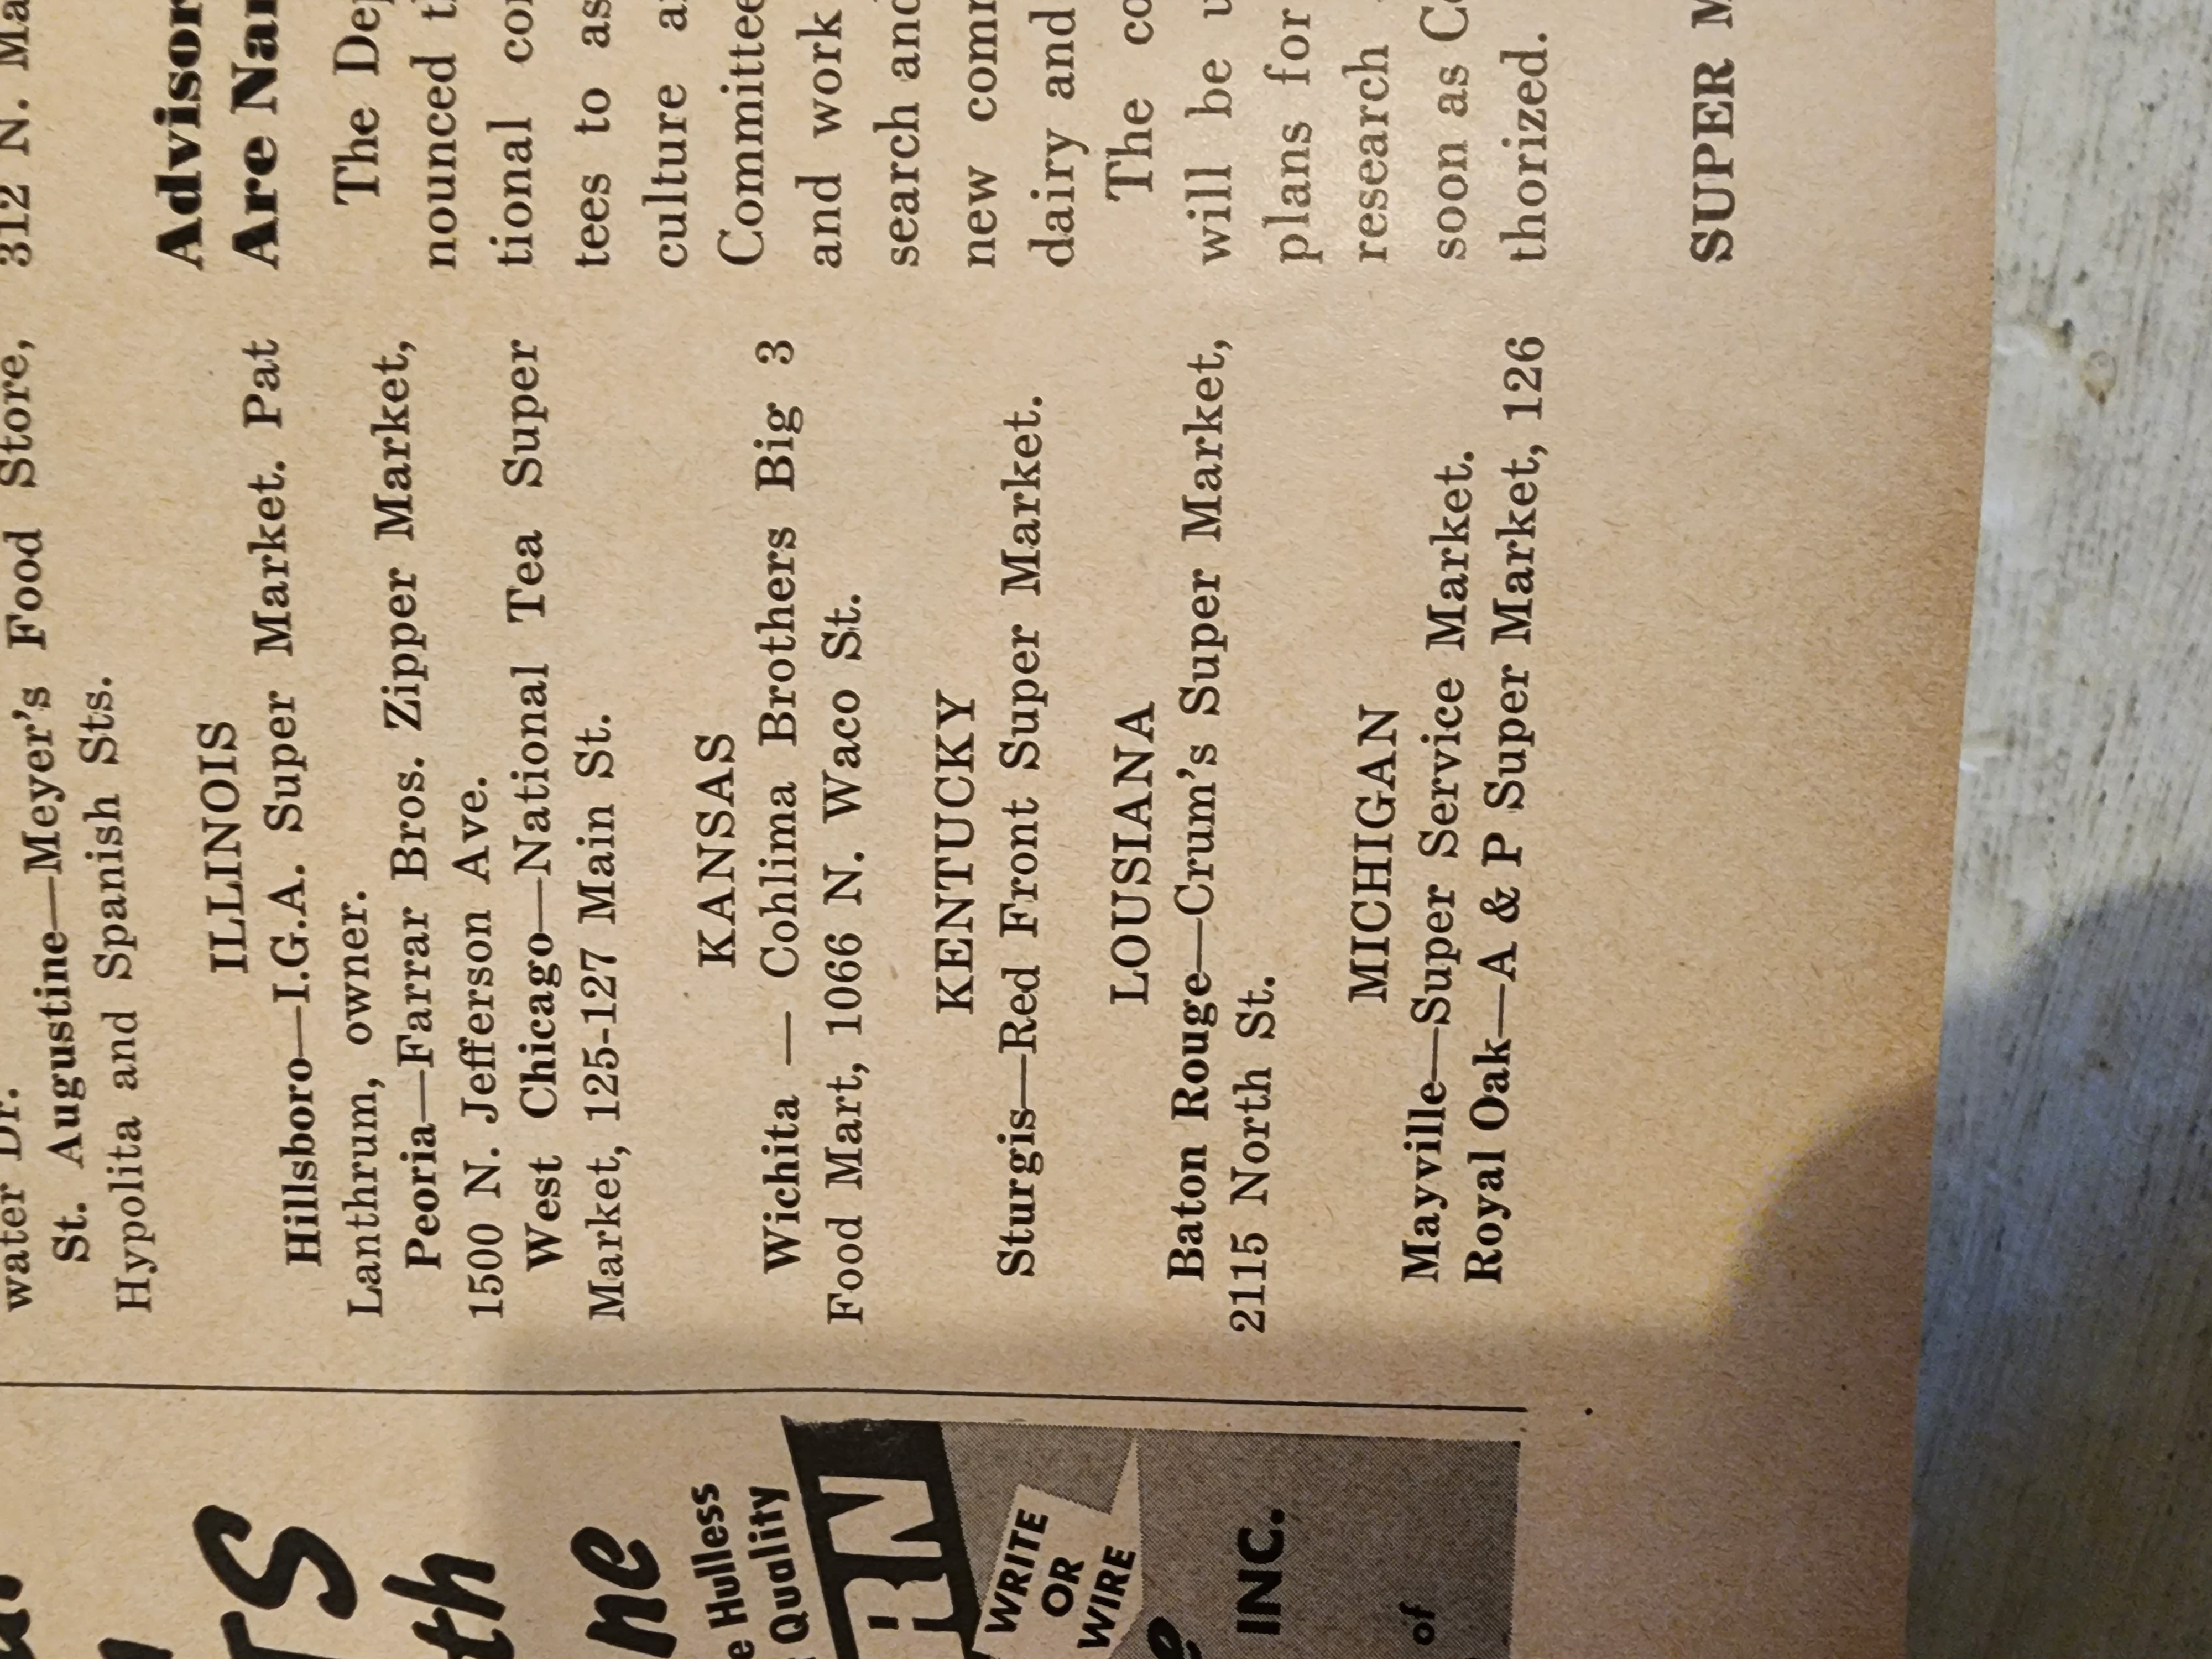 water Dr.
St. Augustine—Meyer's Food Store,
Hypolita and Spanish Sts.
ILLINOIS
Hillsboro—I.G.A. Super Market. Pat
Lanthrum, owner.
Peoria—Farrar Bros. Zipper Market,
1500 N. Jefferson Ave.
West Chicago—National Tea Super
Market, 125-127 Main St.
KANSAS
Wichita — Cohlima Brothers Big 3
Food Mart, 1066 N. Waco St.
KENTUCKY
Sturgis—Red Front Super Market.
LOUSIANA
Baton Rouge—Crum's Super Market,
2115 North St.
MICHIGAN
Mayville—Super Service Market.
Royal Oak—A & P Super Market, 126
312 N. Ma
Advisor
Are Nam
The Dep
nounced th
tional con
tees to as
culture a
Committee
and work
search and
new comm
dairy and
The co
will be u
plans for
research
soon as Co
thorized.
SUPER M
Hulless
Quality
WRITE
OR
WIRE
INC.
of